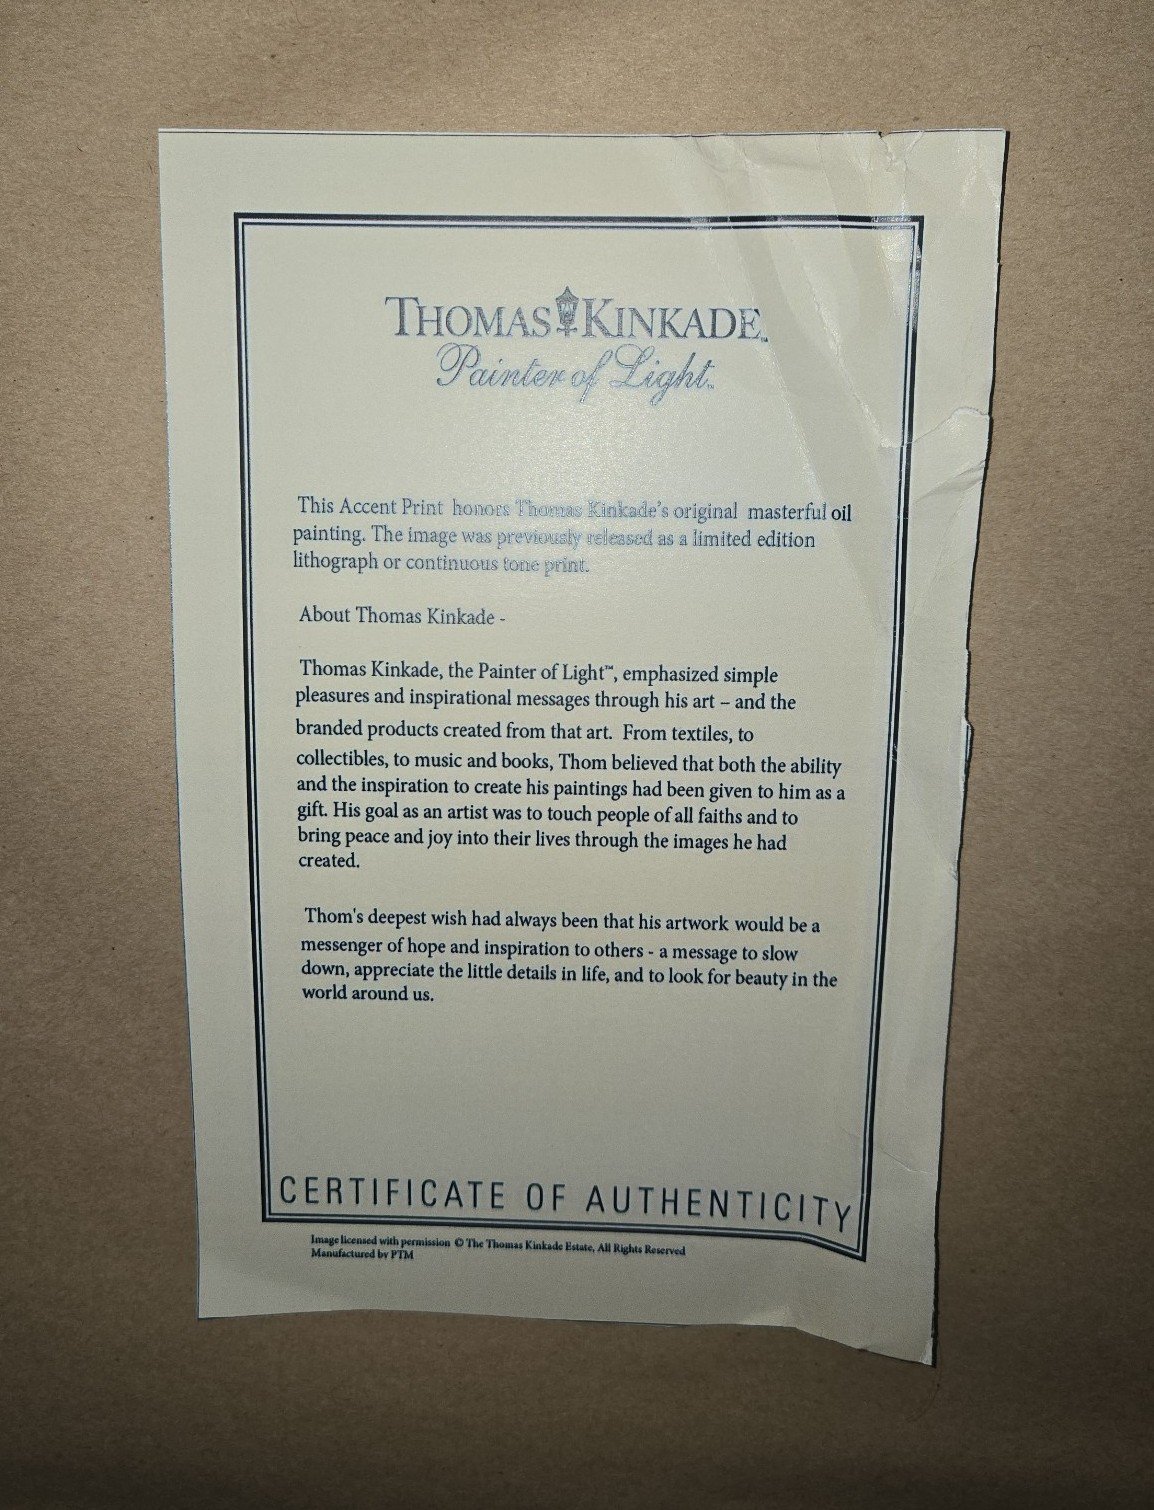 THOMAS KINKADE™
Painter of Light™
This Accent Print honors Thomas Kinkade's original masterful oil
painting. The image was previously released as a limited edition
lithograph or continuous tone print.
About Thomas Kinkade -
Thomas Kinkade, the Painter of Light™, emphasized simple
pleasures and inspirational messages through his art – and the
branded products created from that art. From textiles, to
collectibles, to music and books, Thom believed that both the ability
and the inspiration to create his paintings had been given to him as a
gift. His goal as an artist was to touch people of all faiths and to
bring peace and joy into their lives through the images he had
created.
Thom's deepest wish had always been that his artwork would be a
messenger of hope and inspiration to others - a message to slow
down, appreciate the little details in life, and to look for beauty in the
world around us.
CERTIFICATE OF AUTHENTICITY
Image licensed with permission © The Thomas Kinkade Estate, All Rights Reserved
Manufactured by PTM